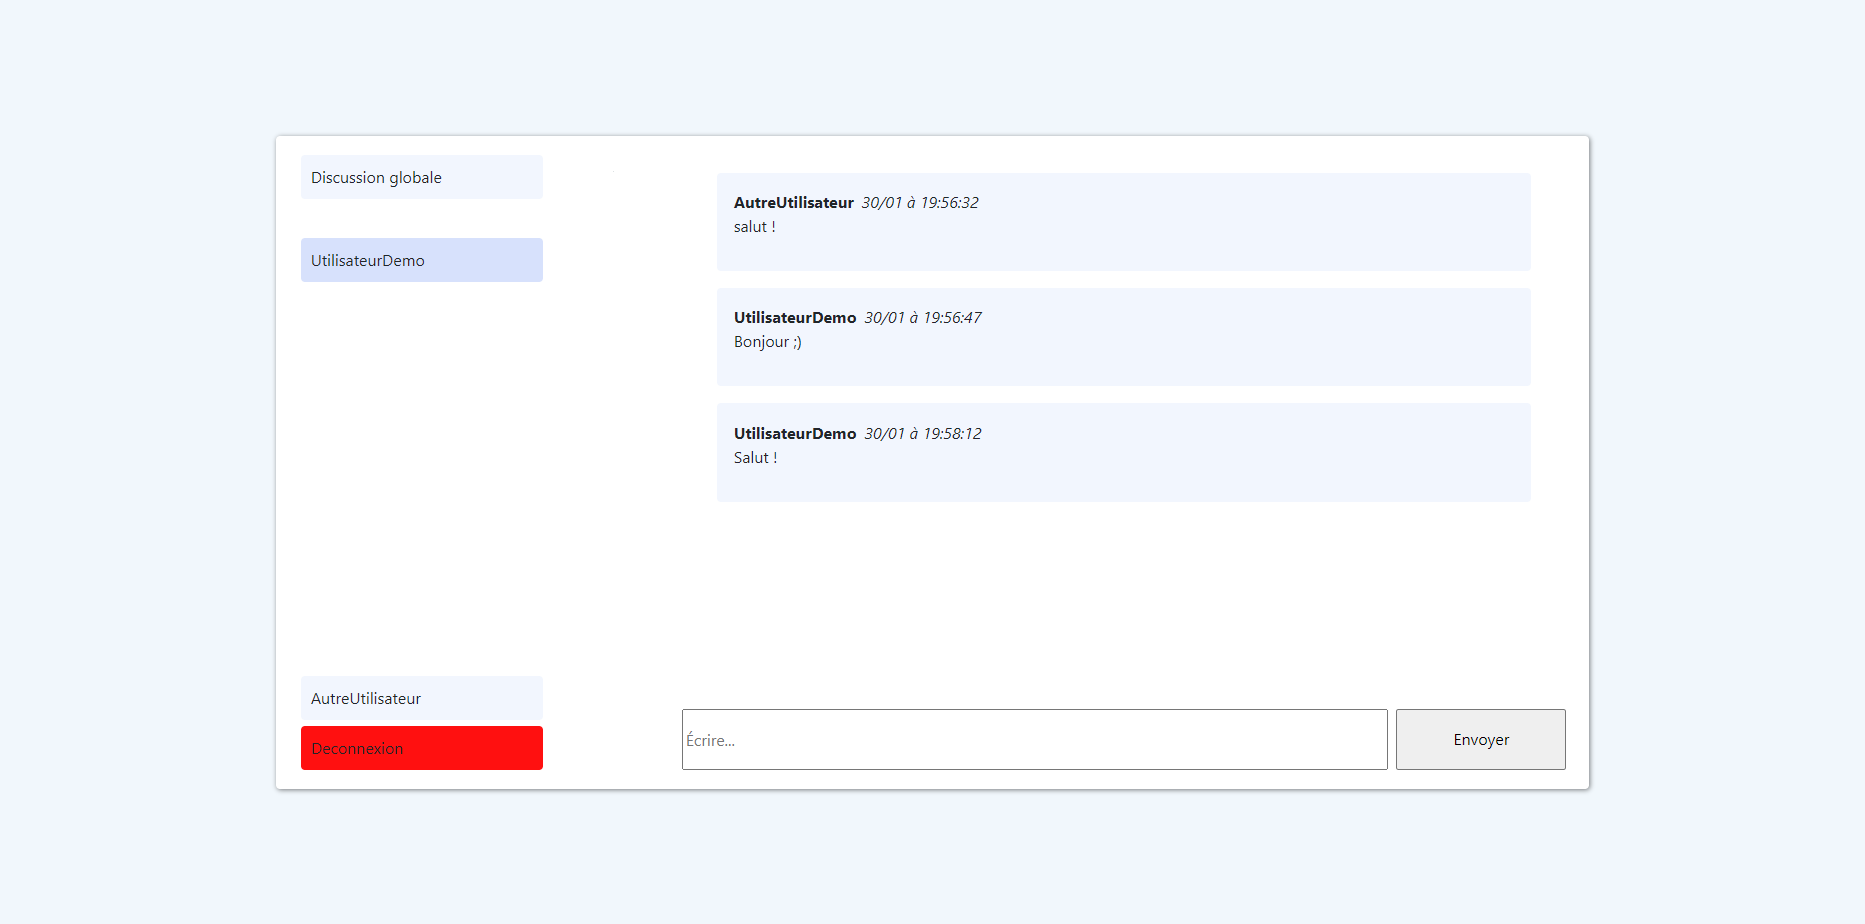 Discussion globale
UtilisateurDemo
AutreUtilisateur
Deconnexion
AutreUtilisateur 30/01 à 19:56:32
salut !
UtilisateurDemo 30/01 à 19:56:47
Bonjour ;)
UtilisateurDemo 30/01 à 19:58:12
Salut !
Écrire...
Envoyer